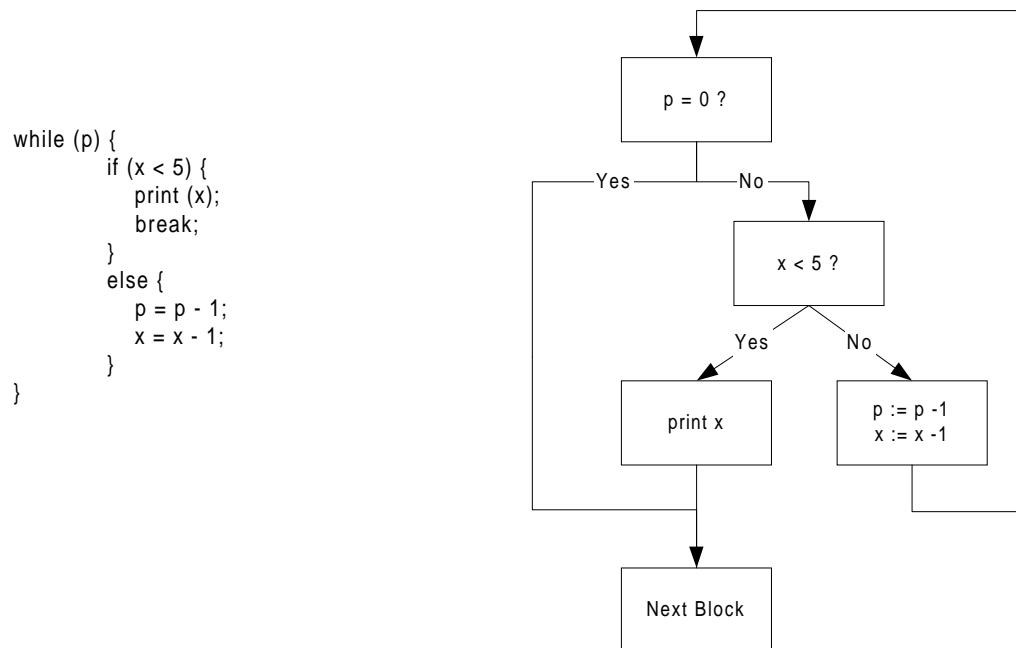 while (p) {
if (x < 5) {
print (x);
break;
}
else {
p = p - 1;
x = x - 1;
}
}
p = 0 ?
Yes
No
x < 5 ?
Yes
No
print x
p := p -1
x := x -1
Next Block